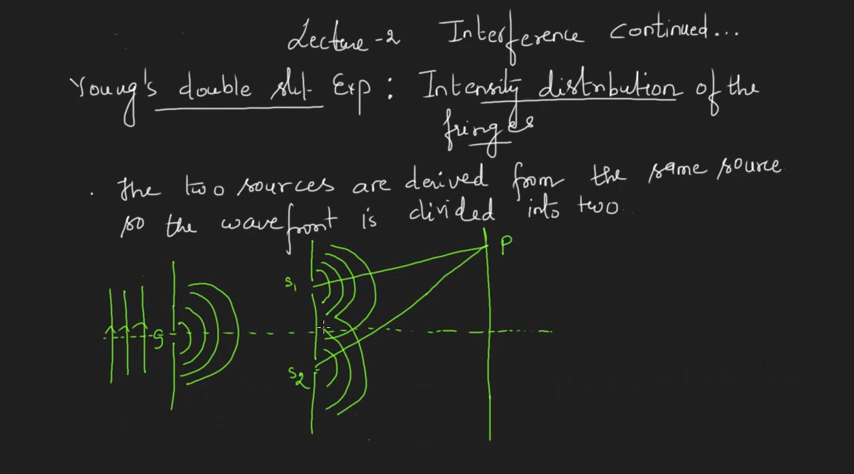 Lecture-2 Interference continued...
Young's double slit Exp: Intensity distribution of the
fringes
. The two sources are derived from the same source
so the wavefront is divided into two
P
S1
S
S2